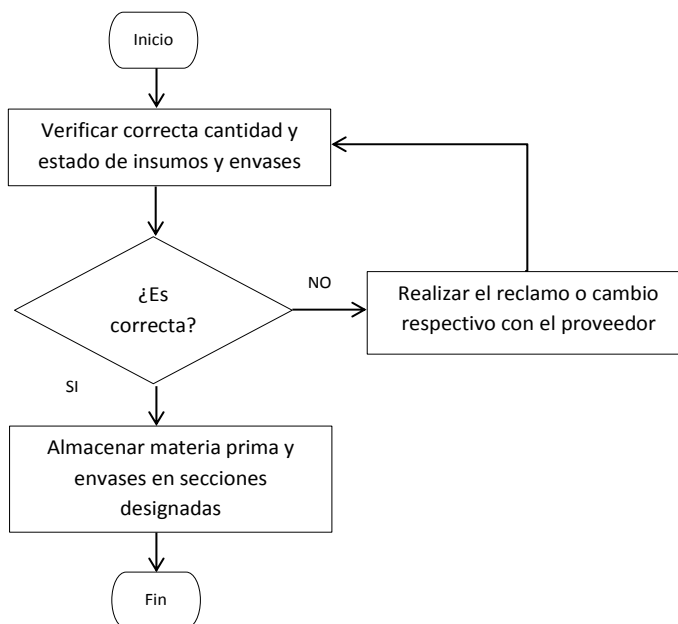 Inicio
Verificar correcta cantidad y
estado de insumos y envases
¿Es
correcta?
NO
Realizar el reclamo o cambio
respectivo con el proveedor
SI
Almacenar materia prima y
envases en secciones
designadas
Fin